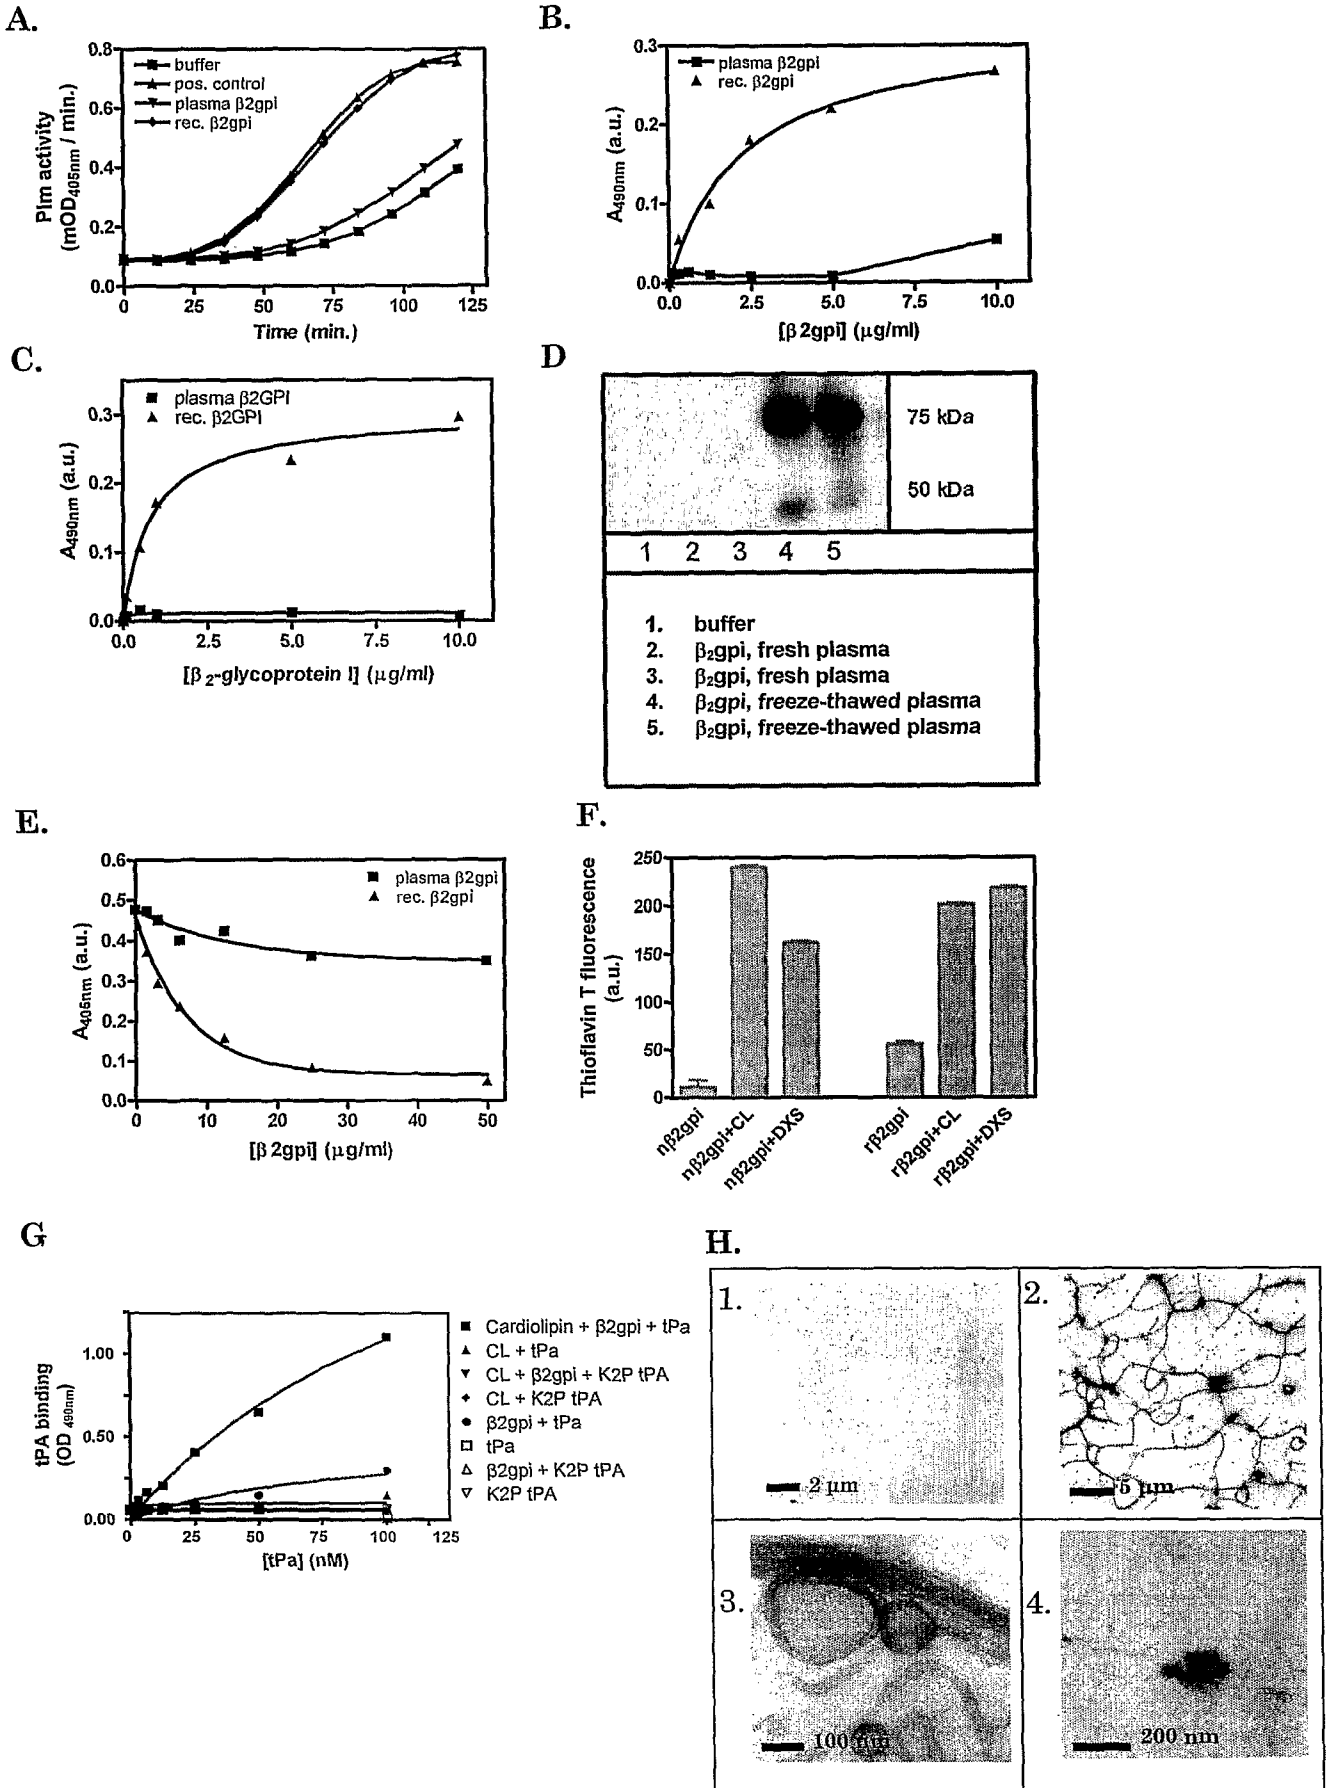 A.
0.8
0.6
0.4
0.2
0.0
Plm activity
(mOD405nm / min.)
buffer
pos. control
plasma β2gpi
rec. β2gpi
0 25 50 75 100 125
Time (min.)
B.
0.3
0.2
0.1
0.0
A490nm (a.u.)
plasma β2gpi
rec. β2gpi
0.0 2.5 5.0 7.5 10.0
[β2gpi] (μg/ml)
C.
0.3
0.2
0.1
0.0
A490nm (a.u.)
plasma β2GPI
rec. β2GPI
0.0 2.5 5.0 7.5 10.0
[β2-glycoprotein I] (μg/ml)
D
75 kDa
50 kDa
1 2 3 4 5
1. buffer
2. β2gpi, fresh plasma
3. β2gpi, fresh plasma
4. β2gpi, freeze-thawed plasma
5. β2gpi, freeze-thawed plasma
E.
0.6
0.5
0.4
0.3
0.2
0.1
0.0
A405nm (a.u.)
plasma β2gpi
rec. β2gpi
0 10 20 30 40 50
[β2gpi] (μg/ml)
F.
250
200
150
100
50
0
Thioflavin T fluorescence
(a.u.)
nβ2gpi
nβ2gpi+CL
nβ2gpi+DXS
rβ2gpi
rβ2gpi+CL
rβ2gpi+DXS
G
1.00
0.50
0.00
tPA binding
(OD 490nm)
0 25 50 75 100 125
[tPa] (nM)
Cardiolipin + β2gpi + tPa
CL + tPa
CL + β2gpi + K2P tPA
CL + K2P tPA
β2gpi + tPa
tPa
β2gpi + K2P tPA
K2P tPA
H.
1.
2 μm
2.
5 μm
3.
100 nm
4.
200 nm